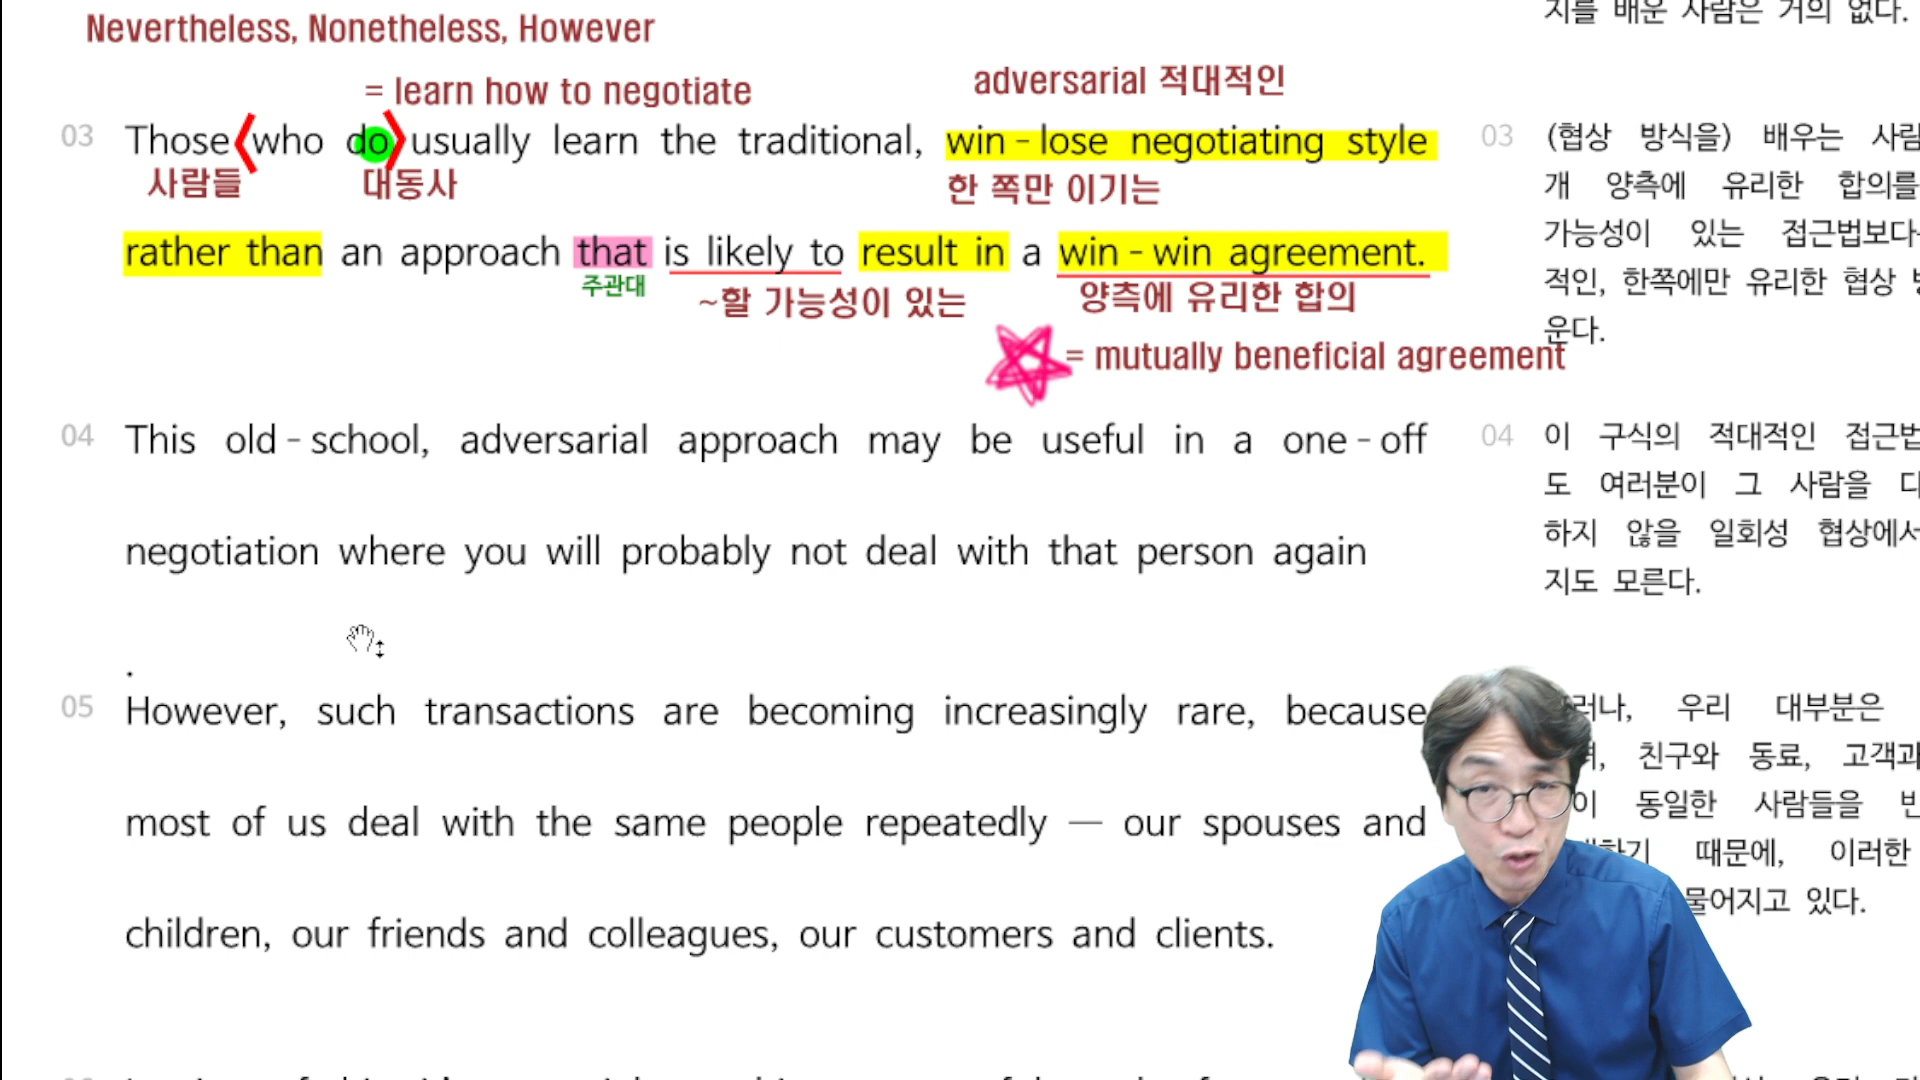 지를 배운 사람은 거의 없다.
Nevertheless, Nonetheless, However
= learn how to negotiate
adversarial 적대적인
03 Those who do usually learn the traditional, win-lose negotiating style
사람들 대동사 한 쪽만 이기는
rather than an approach that is likely to result in a win-win agreement.
주관대 ~할 가능성이 있는 양측에 유리한 합의
= mutually beneficial agreement
03 (협상 방식을) 배우는
개 양측에 유리한 합의를
가능성이 있는 접근법보다
적인, 한쪽에만 유리한 협상
운다.
04 This old-school, adversarial approach may be useful in a one-off
negotiation where you will probably not deal with that person again
.
04 이 구식의 적대적인 접근법
도 여러분이 그 사람을
하지 않을 일회성 협상에서
지도 모른다.
05 However, such transactions are becoming increasingly rare, because
most of us deal with the same people repeatedly — our spouses and
children, our friends and colleagues, our customers and clients.
우리 대부분은
친구와 동료, 고객과
동일한 사람들을
때문에, 이러한
있다.